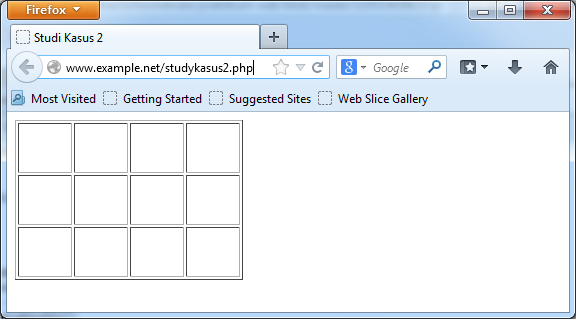 Firefox
Studi Kasus 2
www.example.net/studykasus2.php
Google
Most Visited Getting Started Suggested Sites Web Slice Gallery